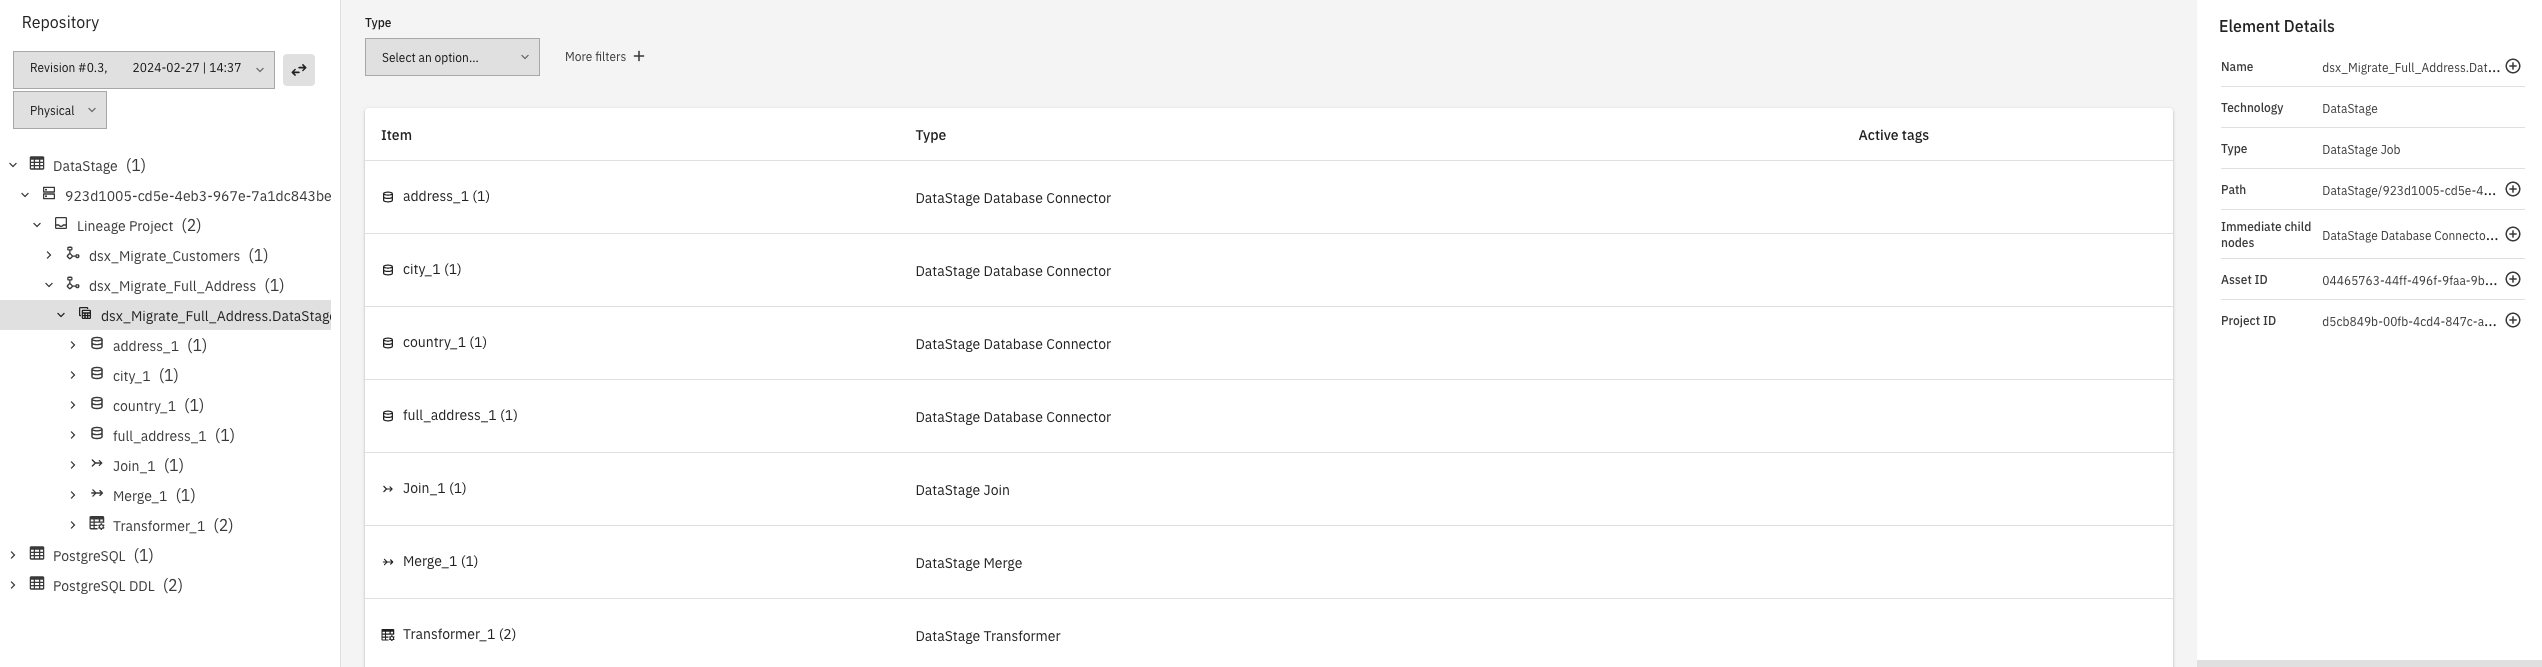 Repository
Revision #0.3, 2024-02-27 | 14:37
Physical
DataStage (1)
923d1005-cd5e-4eb3-967e-7a1dc843be
Lineage Project (2)
dsx_Migrate_Customers (1)
dsx_Migrate_Full_Address (1)
dsx_Migrate_Full_Address.DataStage
address_1 (1)
city_1 (1)
country_1 (1)
full_address_1 (1)
Join_1 (1)
Merge_1 (1)
Transformer_1 (2)
PostgreSQL (1)
PostgreSQL DDL (2)
Type
Select an option...
More filters +
Item Type Active tags
address_1 (1) DataStage Database Connector
city_1 (1) DataStage Database Connector
country_1 (1) DataStage Database Connector
full_address_1 (1) DataStage Database Connector
Join_1 (1) DataStage Join
Merge_1 (1) DataStage Merge
Transformer_1 (2) DataStage Transformer
Element Details
Name dsx_Migrate_Full_Address.Dat...
Technology DataStage
Type DataStage Job
Path DataStage/923d1005-cd5e-4...
Immediate child
nodes DataStage Database Connecto...
Asset ID 04465763-44ff-496f-9faa-9b...
Project ID d5cb849b-00fb-4cd4-847c-a...